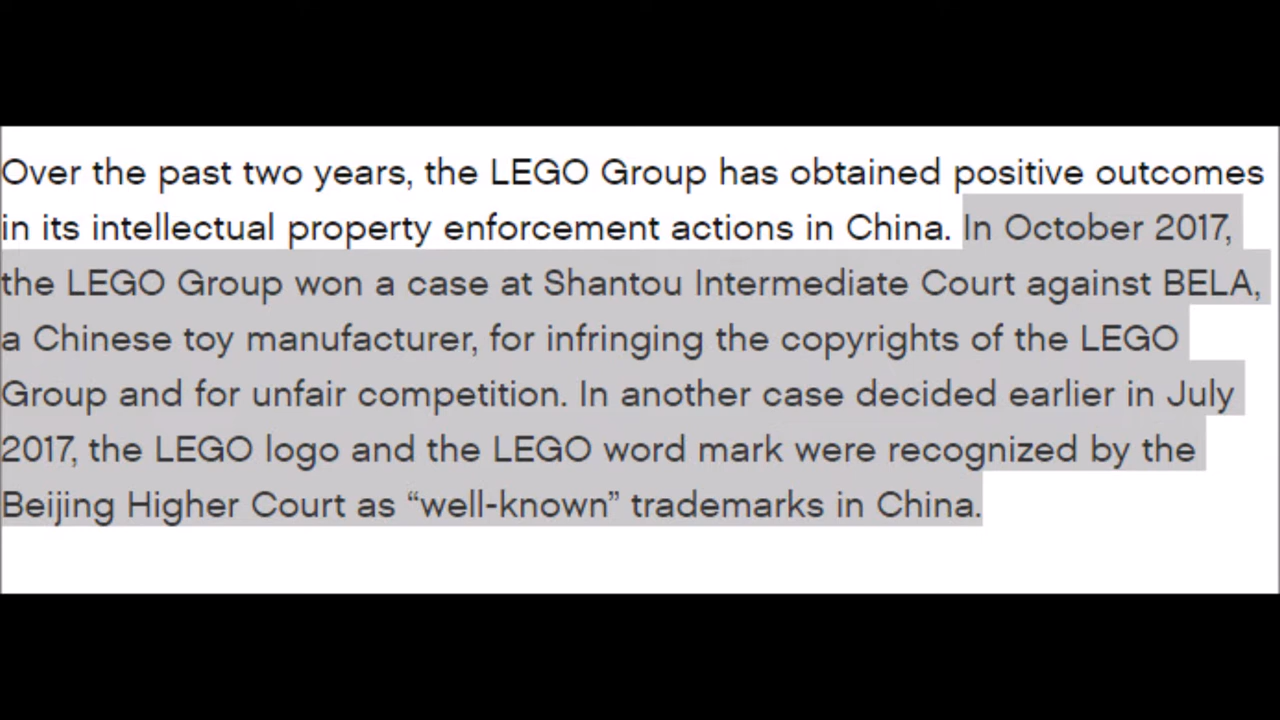 Over the past two years, the LEGO Group has obtained positive outcomes
in its intellectual property enforcement actions in China. In October 2017,
the LEGO Group won a case at Shantou Intermediate Court against BELA,
a Chinese toy manufacturer, for infringing the copyrights of the LEGO
Group and for unfair competition. In another case decided earlier in July
2017, the LEGO logo and the LEGO word mark were recognized by the
Beijing Higher Court as “well-known” trademarks in China.